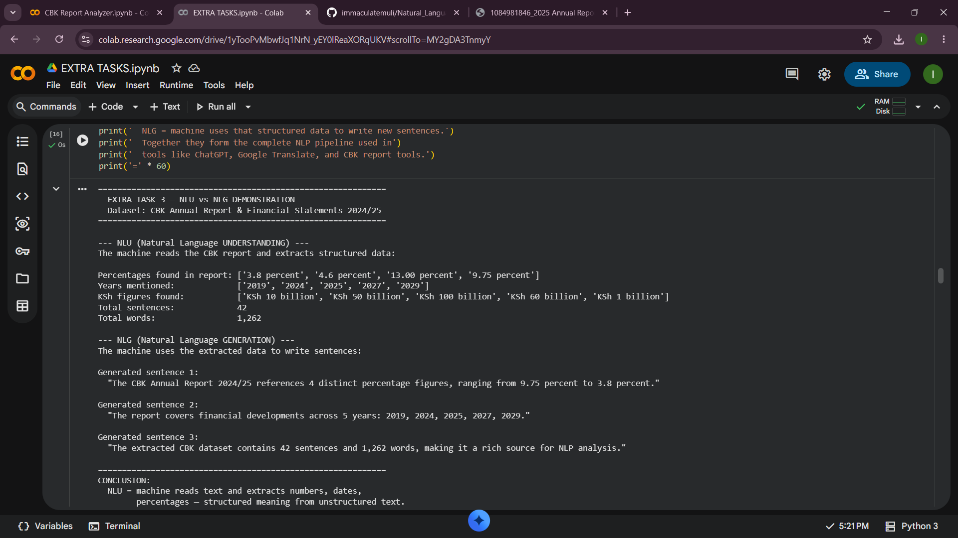 CBK Report Analyzer.ipynb - Co
EXTRA TASKS.ipynb - Colab
immaculatemuli/Natural_Langu
1084981846_2025 Annual Repo
colab.research.google.com/drive/1yTooPvMbwfJq1NrN_yEY0IReaXORqUKV#scrollTo=MY2gDA3TnmyY
I
CO
EXTRA TASKS.ipynb
File Edit View Insert Runtime Tools Help
Share
I
Commands + Code + Text Run all
RAM
Disk
[16]
0s
print('  NLG = machine uses that structured data to write new sentences.')
print('  Together they form the complete NLP pipeline used in')
print('  tools like ChatGPT, Google Translate, and CBK report tools.')
print('=' * 60)
============================================================
EXTRA TASK 3 — NLU vs NLG DEMONSTRATION
Dataset: CBK Annual Report & Financial Statements 2024/25
============================================================
--- NLU (Natural Language UNDERSTANDING) ---
The machine reads the CBK report and extracts structured data:
Percentages found in report: ['3.8 percent', '4.6 percent', '13.00 percent', '9.75 percent']
Years mentioned: ['2019', '2024', '2025', '2027', '2029']
KSh figures found: ['KSh 10 billion', 'KSh 50 billion', 'KSh 100 billion', 'KSh 60 billion', 'KSh 1 billion']
Total sentences: 42
Total words: 1,262
--- NLG (Natural Language GENERATION) ---
The machine uses the extracted data to write sentences:
Generated sentence 1:
"The CBK Annual Report 2024/25 references 4 distinct percentage figures, ranging from 9.75 percent to 3.8 percent."
Generated sentence 2:
"The report covers financial developments across 5 years: 2019, 2024, 2025, 2027, 2029."
Generated sentence 3:
"The extracted CBK dataset contains 42 sentences and 1,262 words, making it a rich source for NLP analysis."
============================================================
CONCLUSION:
NLU = machine reads text and extracts numbers, dates,
percentages — structured meaning from unstructured text.
Variables Terminal
5:21PM Python 3